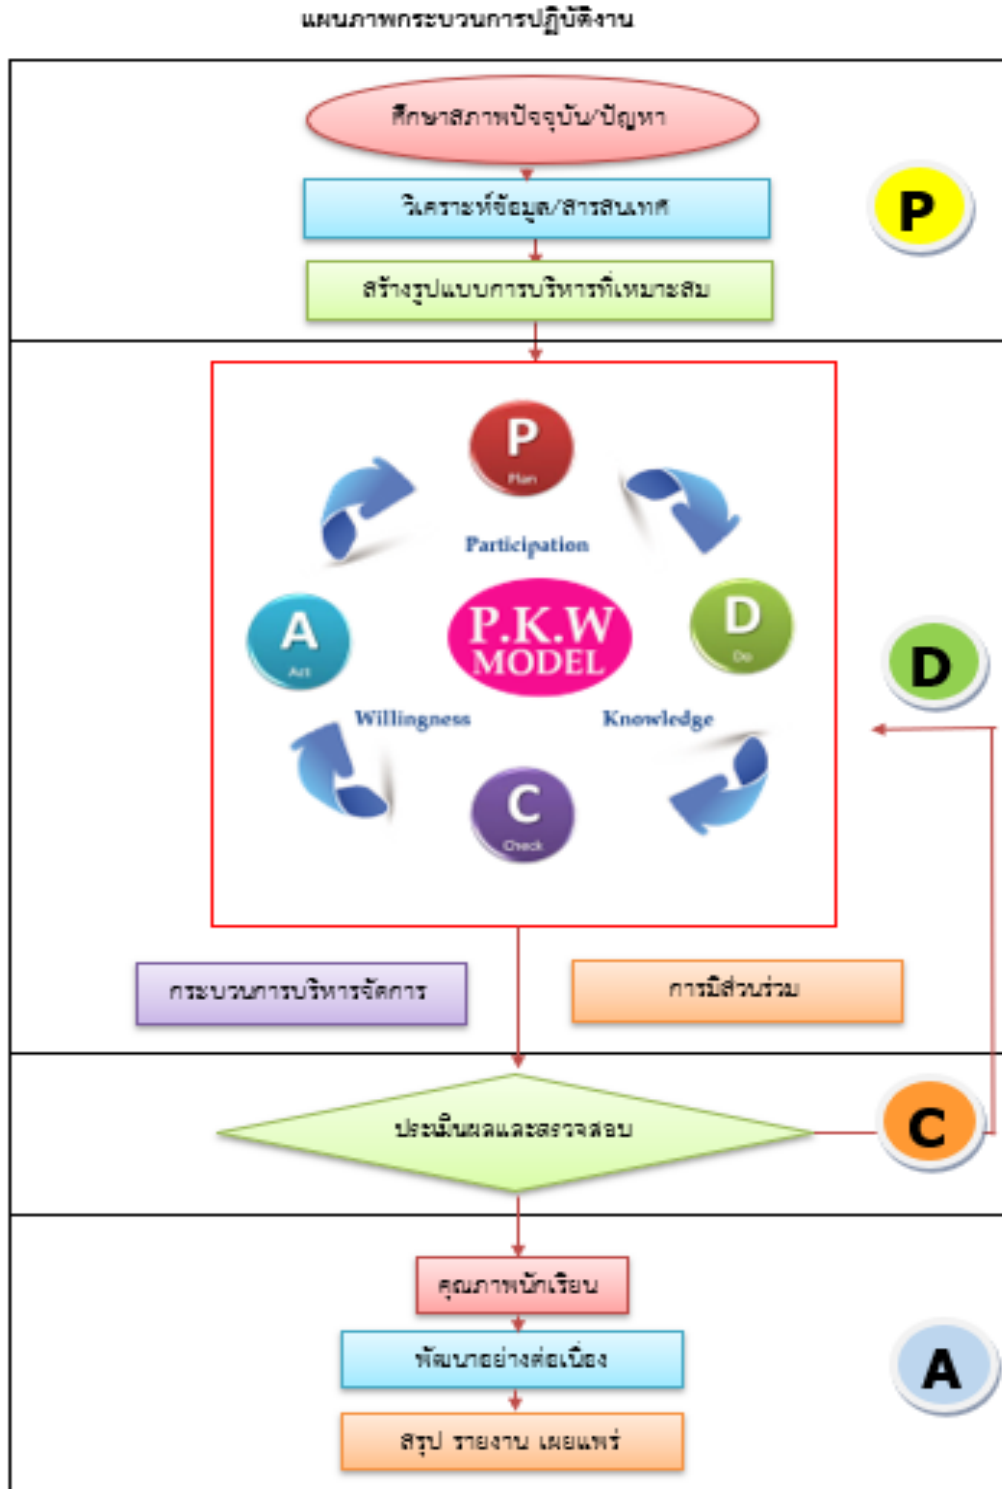 แผนภาพกระบวนการปฏิบัติงาน
ศึกษาสภาพปัจจุบัน/ปัญหา
วิเคราะห์ข้อมูล/สารสนเทศ
P
สร้างรูปแบบการบริหารที่เหมาะสม
P
Plan
Participation
A
Act
P.K.W
MODEL
D
Do
D
Willingness
Knowledge
C
Check
กระบวนการบริหารจัดการ
การมีส่วนร่วม
ประเมินผลและตรวจสอบ
C
คุณภาพนักเรียน
พัฒนาอย่างต่อเนื่อง
A
สรุป รายงาน เผยแพร่